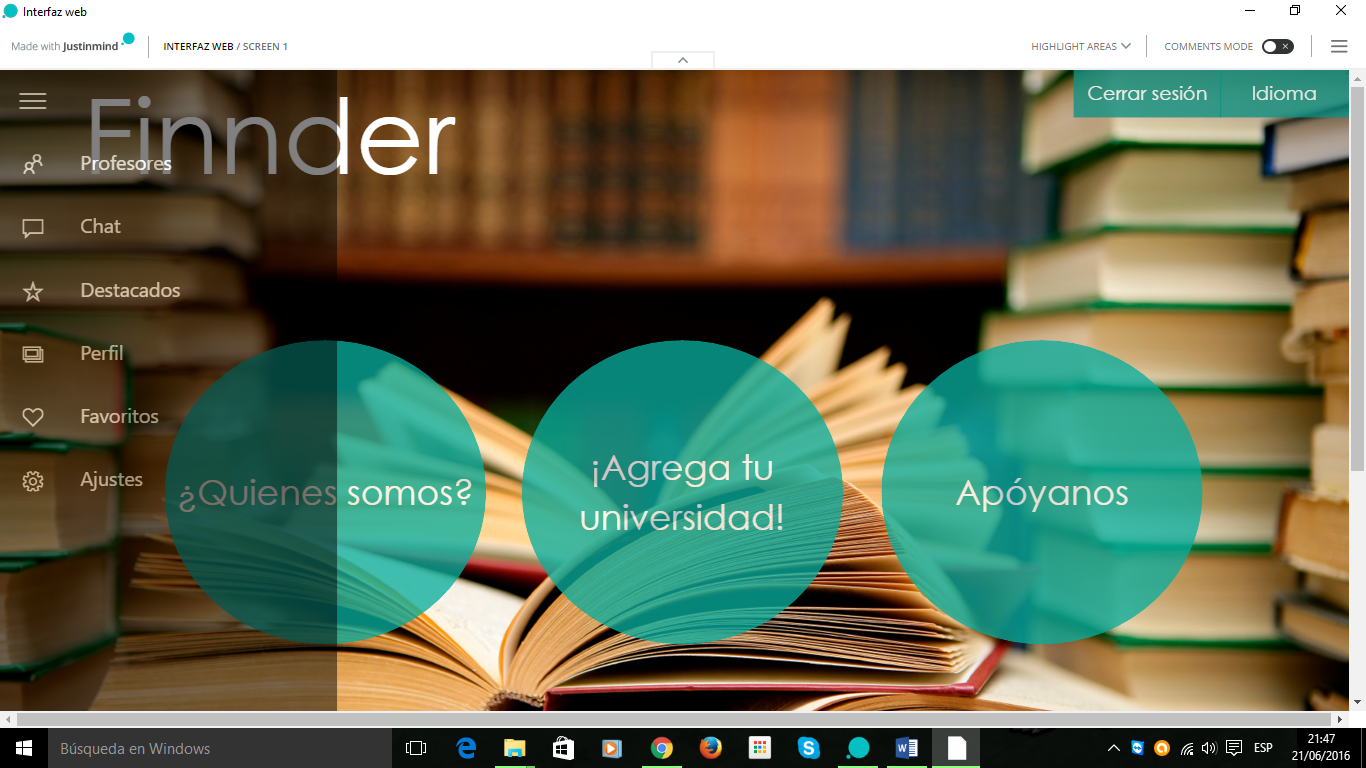 Interfaz web
Made with Justinmind
INTERFAZ WEB / SCREEN 1
HIGHLIGHT AREAS
COMMENTS MODE
Finnder
Cerrar sesión
Idioma
Profesores
Chat
Destacados
Perfil
Favoritos
Ajustes
¿Quienes somos?
¡Agrega tu
universidad!
Apóyanos
Búsqueda en Windows
ESP
21:47
21/06/2016